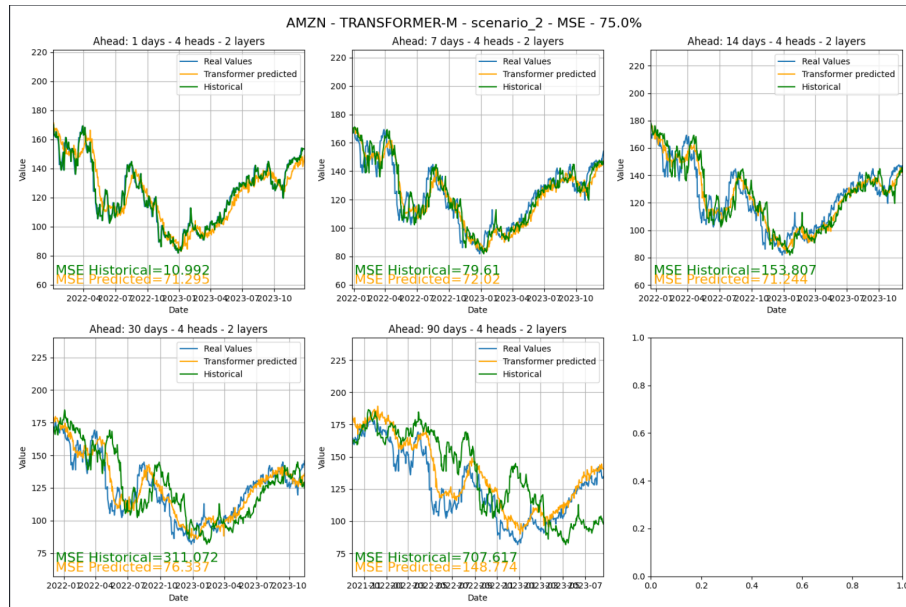 AMZN - TRANSFORMER-M - scenario_2 - MSE - 75.0%
Ahead: 1 days - 4 heads - 2 layers
220
200
180
160
140
120
100
80
60
Value
Real Values
Transformer predicted
Historical
MSE Historical=10.992
MSE Predicted=71.295
2022-04 2022-07 2022-10 2023-01 2023-04 2023-07 2023-10
Date
Ahead: 7 days - 4 heads - 2 layers
220
200
180
160
140
120
100
80
60
Value
Real Values
Transformer predicted
Historical
MSE Historical=79.61
MSE Predicted=72.02
2022-01 2022-04 2022-07 2022-10 2023-01 2023-04 2023-07 2023-10
Date
Ahead: 14 days - 4 heads - 2 layers
220
200
180
160
140
120
100
80
60
Value
Real Values
Transformer predicted
Historical
MSE Historical=153.807
MSE Predicted=71.244
2022-01 2022-04 2022-07 2022-10 2023-01 2023-04 2023-07 2023-10
Date
Ahead: 30 days - 4 heads - 2 layers
225
200
175
150
125
100
75
Value
Real Values
Transformer predicted
Historical
MSE Historical=311.072
MSE Predicted=76.337
2022-01 2022-04 2022-07 2022-10 2023-01 2023-04 2023-07 2023-10
Date
Ahead: 90 days - 4 heads - 2 layers
225
200
175
150
125
100
75
Value
Real Values
Transformer predicted
Historical
MSE Historical=707.617
MSE Predicted=148.774
2023-07
Date
1.0
0.8
0.6
0.4
0.2
0.0
0.0 0.2 0.4 0.6 0.8 1.0